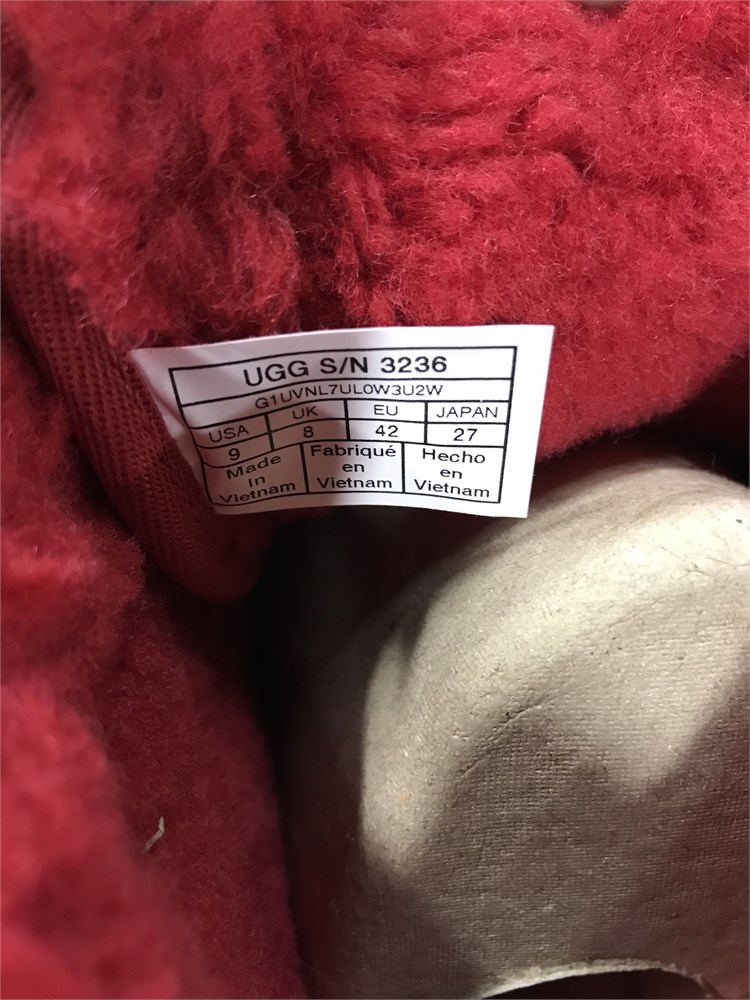 UGG S/N 3236
G1UVNL7UL0W3U2W
USA UK EU JAPAN
9 8 42 27
Made Fabriqué Hecho
in en en
Vietnam Vietnam Vietnam